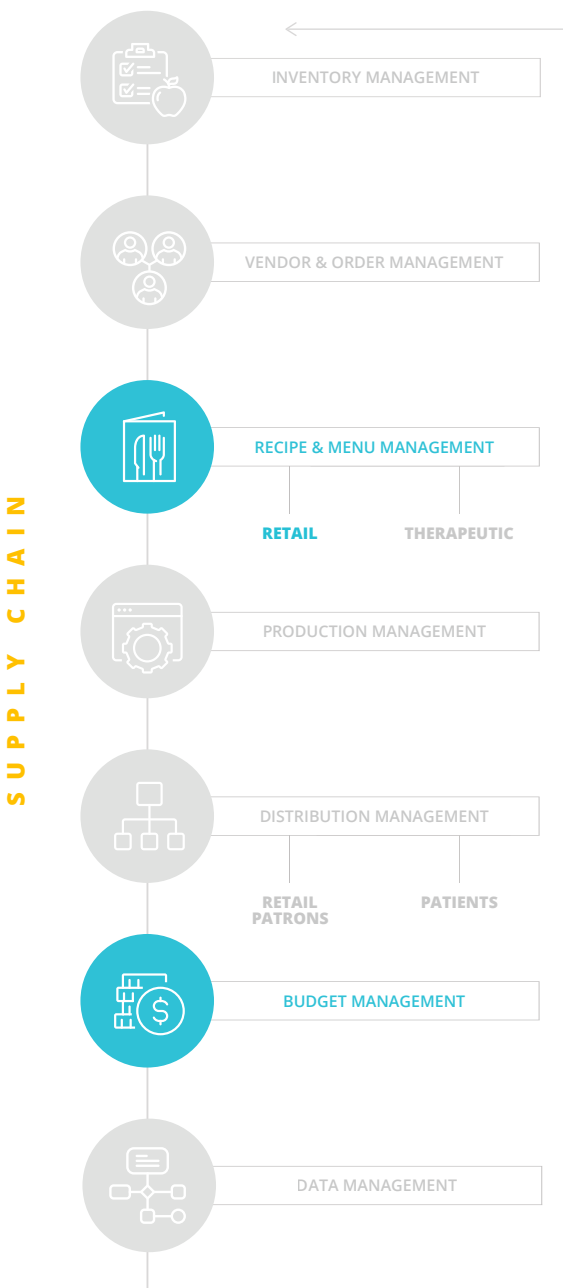 SUPPLY CHAIN
INVENTORY MANAGEMENT
VENDOR & ORDER MANAGEMENT
RECIPE & MENU MANAGEMENT
RETAIL
THERAPEUTIC
PRODUCTION MANAGEMENT
DISTRIBUTION MANAGEMENT
RETAIL
PATRONS
PATIENTS
BUDGET MANAGEMENT
$
DATA MANAGEMENT